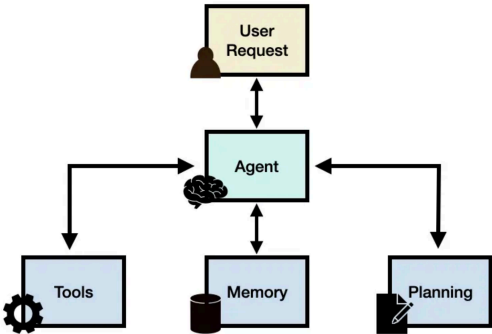 User
Request
Agent
Tools
Memory
Planning